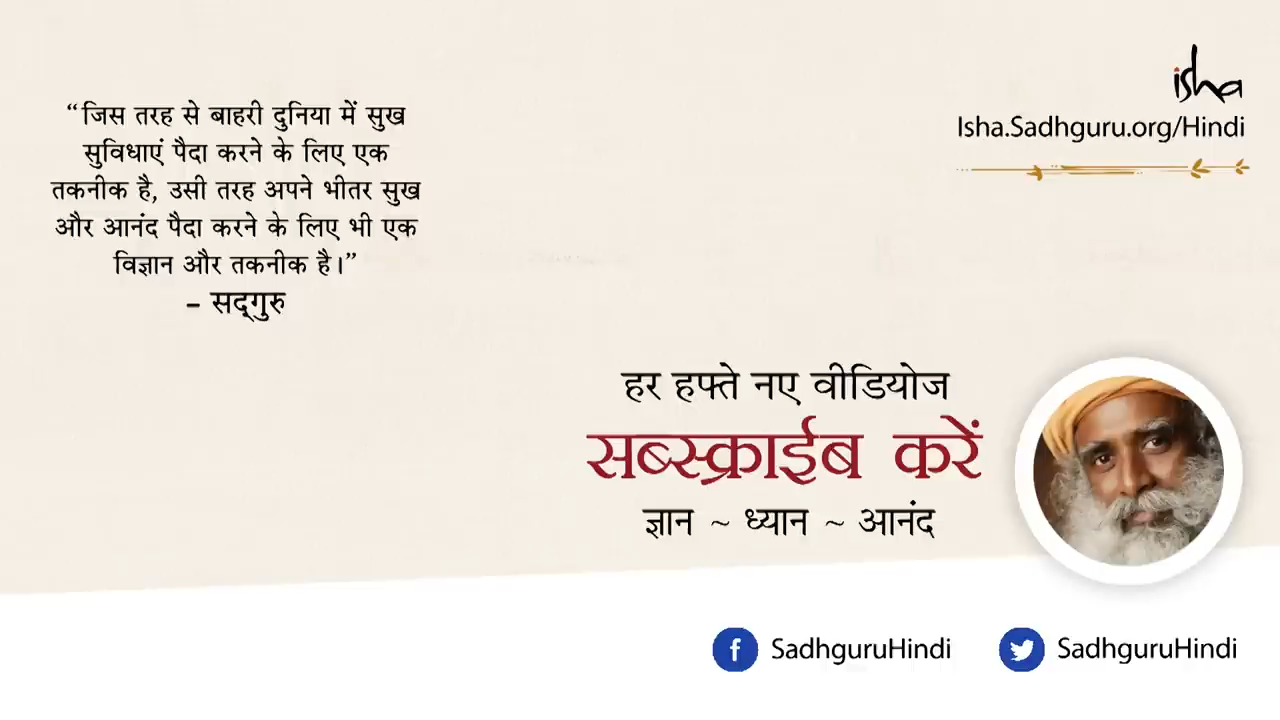 “जिस तरह से बाहरी दुनिया में सुख
सुविधाएं पैदा करने के लिए एक
तकनीक है, उसी तरह अपने भीतर सुख
और आनंद पैदा करने के लिए भी एक
विज्ञान और तकनीक है।”
– सद्गुरु
isha
Isha.Sadhguru.org/Hindi
हर हफ्ते नए वीडियोज
सब्स्क्राईब करें
ज्ञान ~ ध्यान ~ आनंद
SadhguruHindi
SadhguruHindi